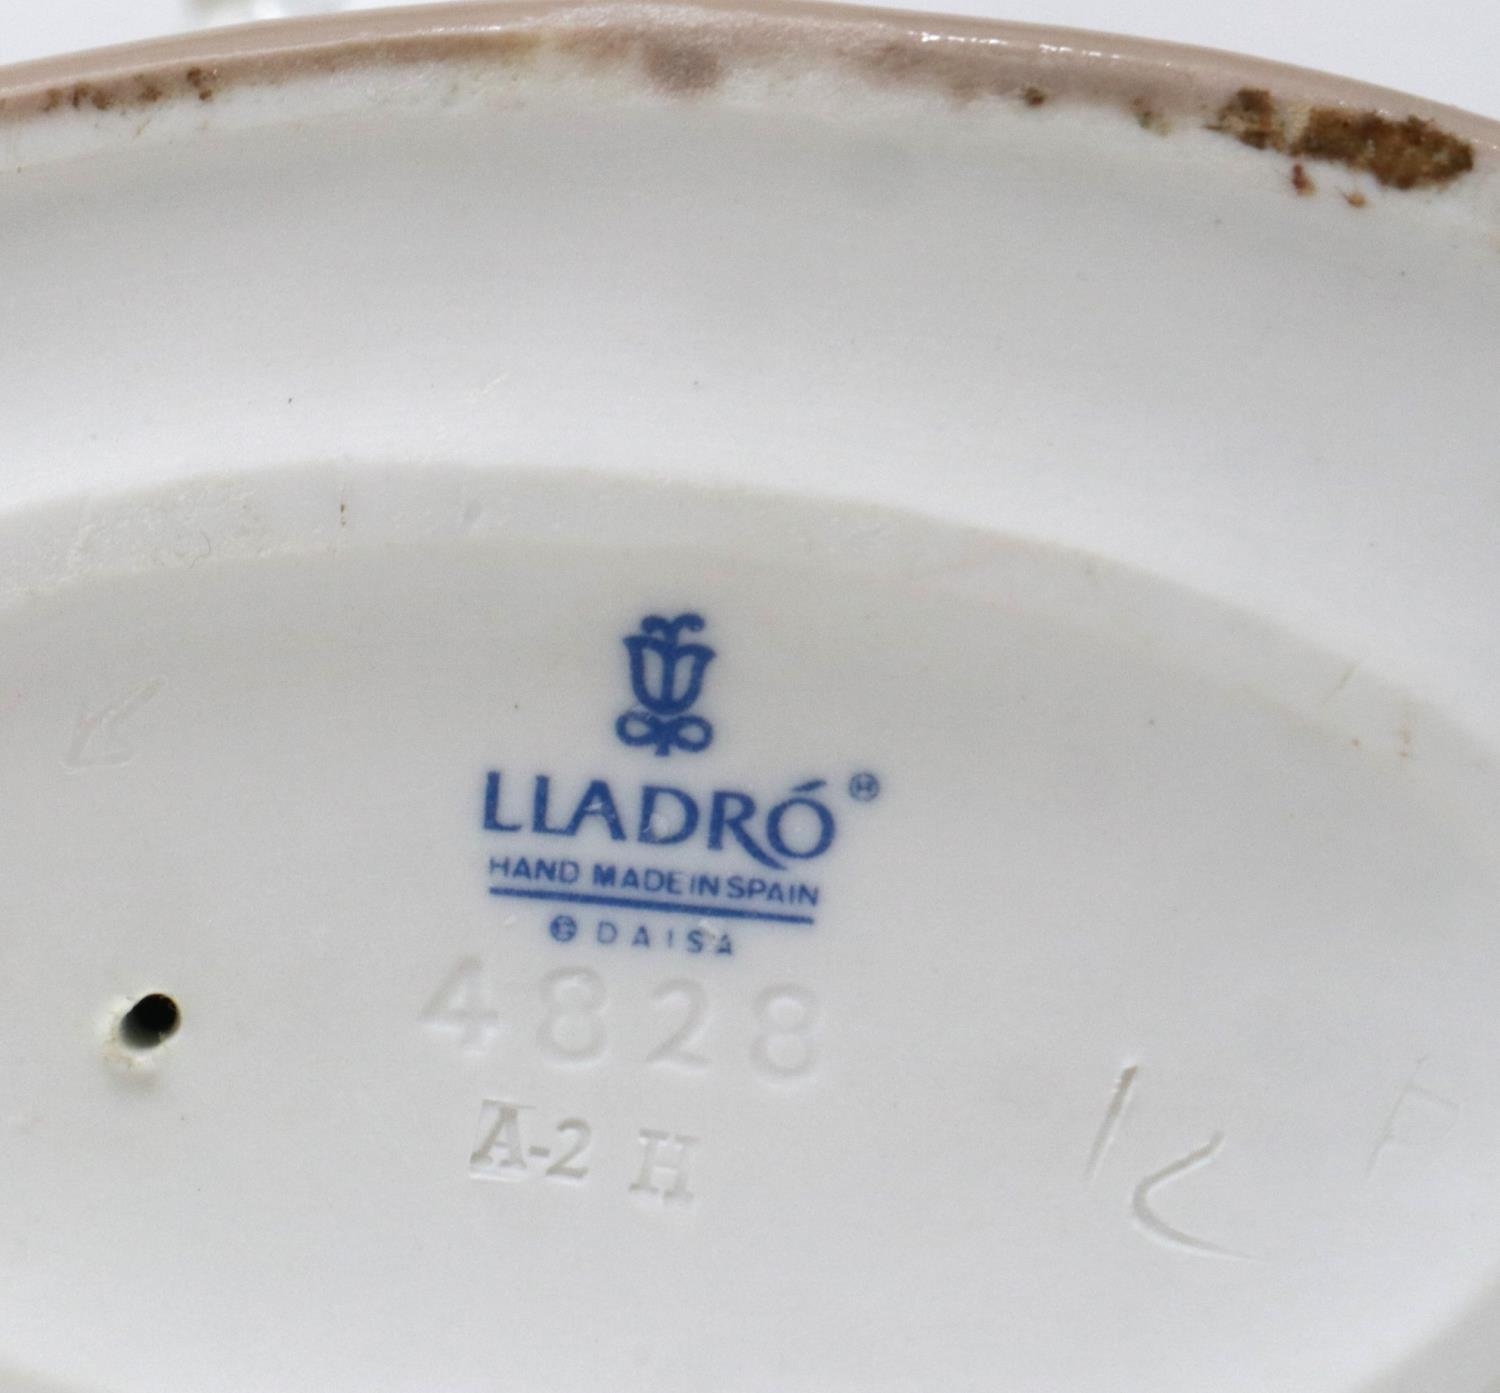 LLADRÓ®
HAND MADE IN SPAIN
© DAISA
4828
A-2 H